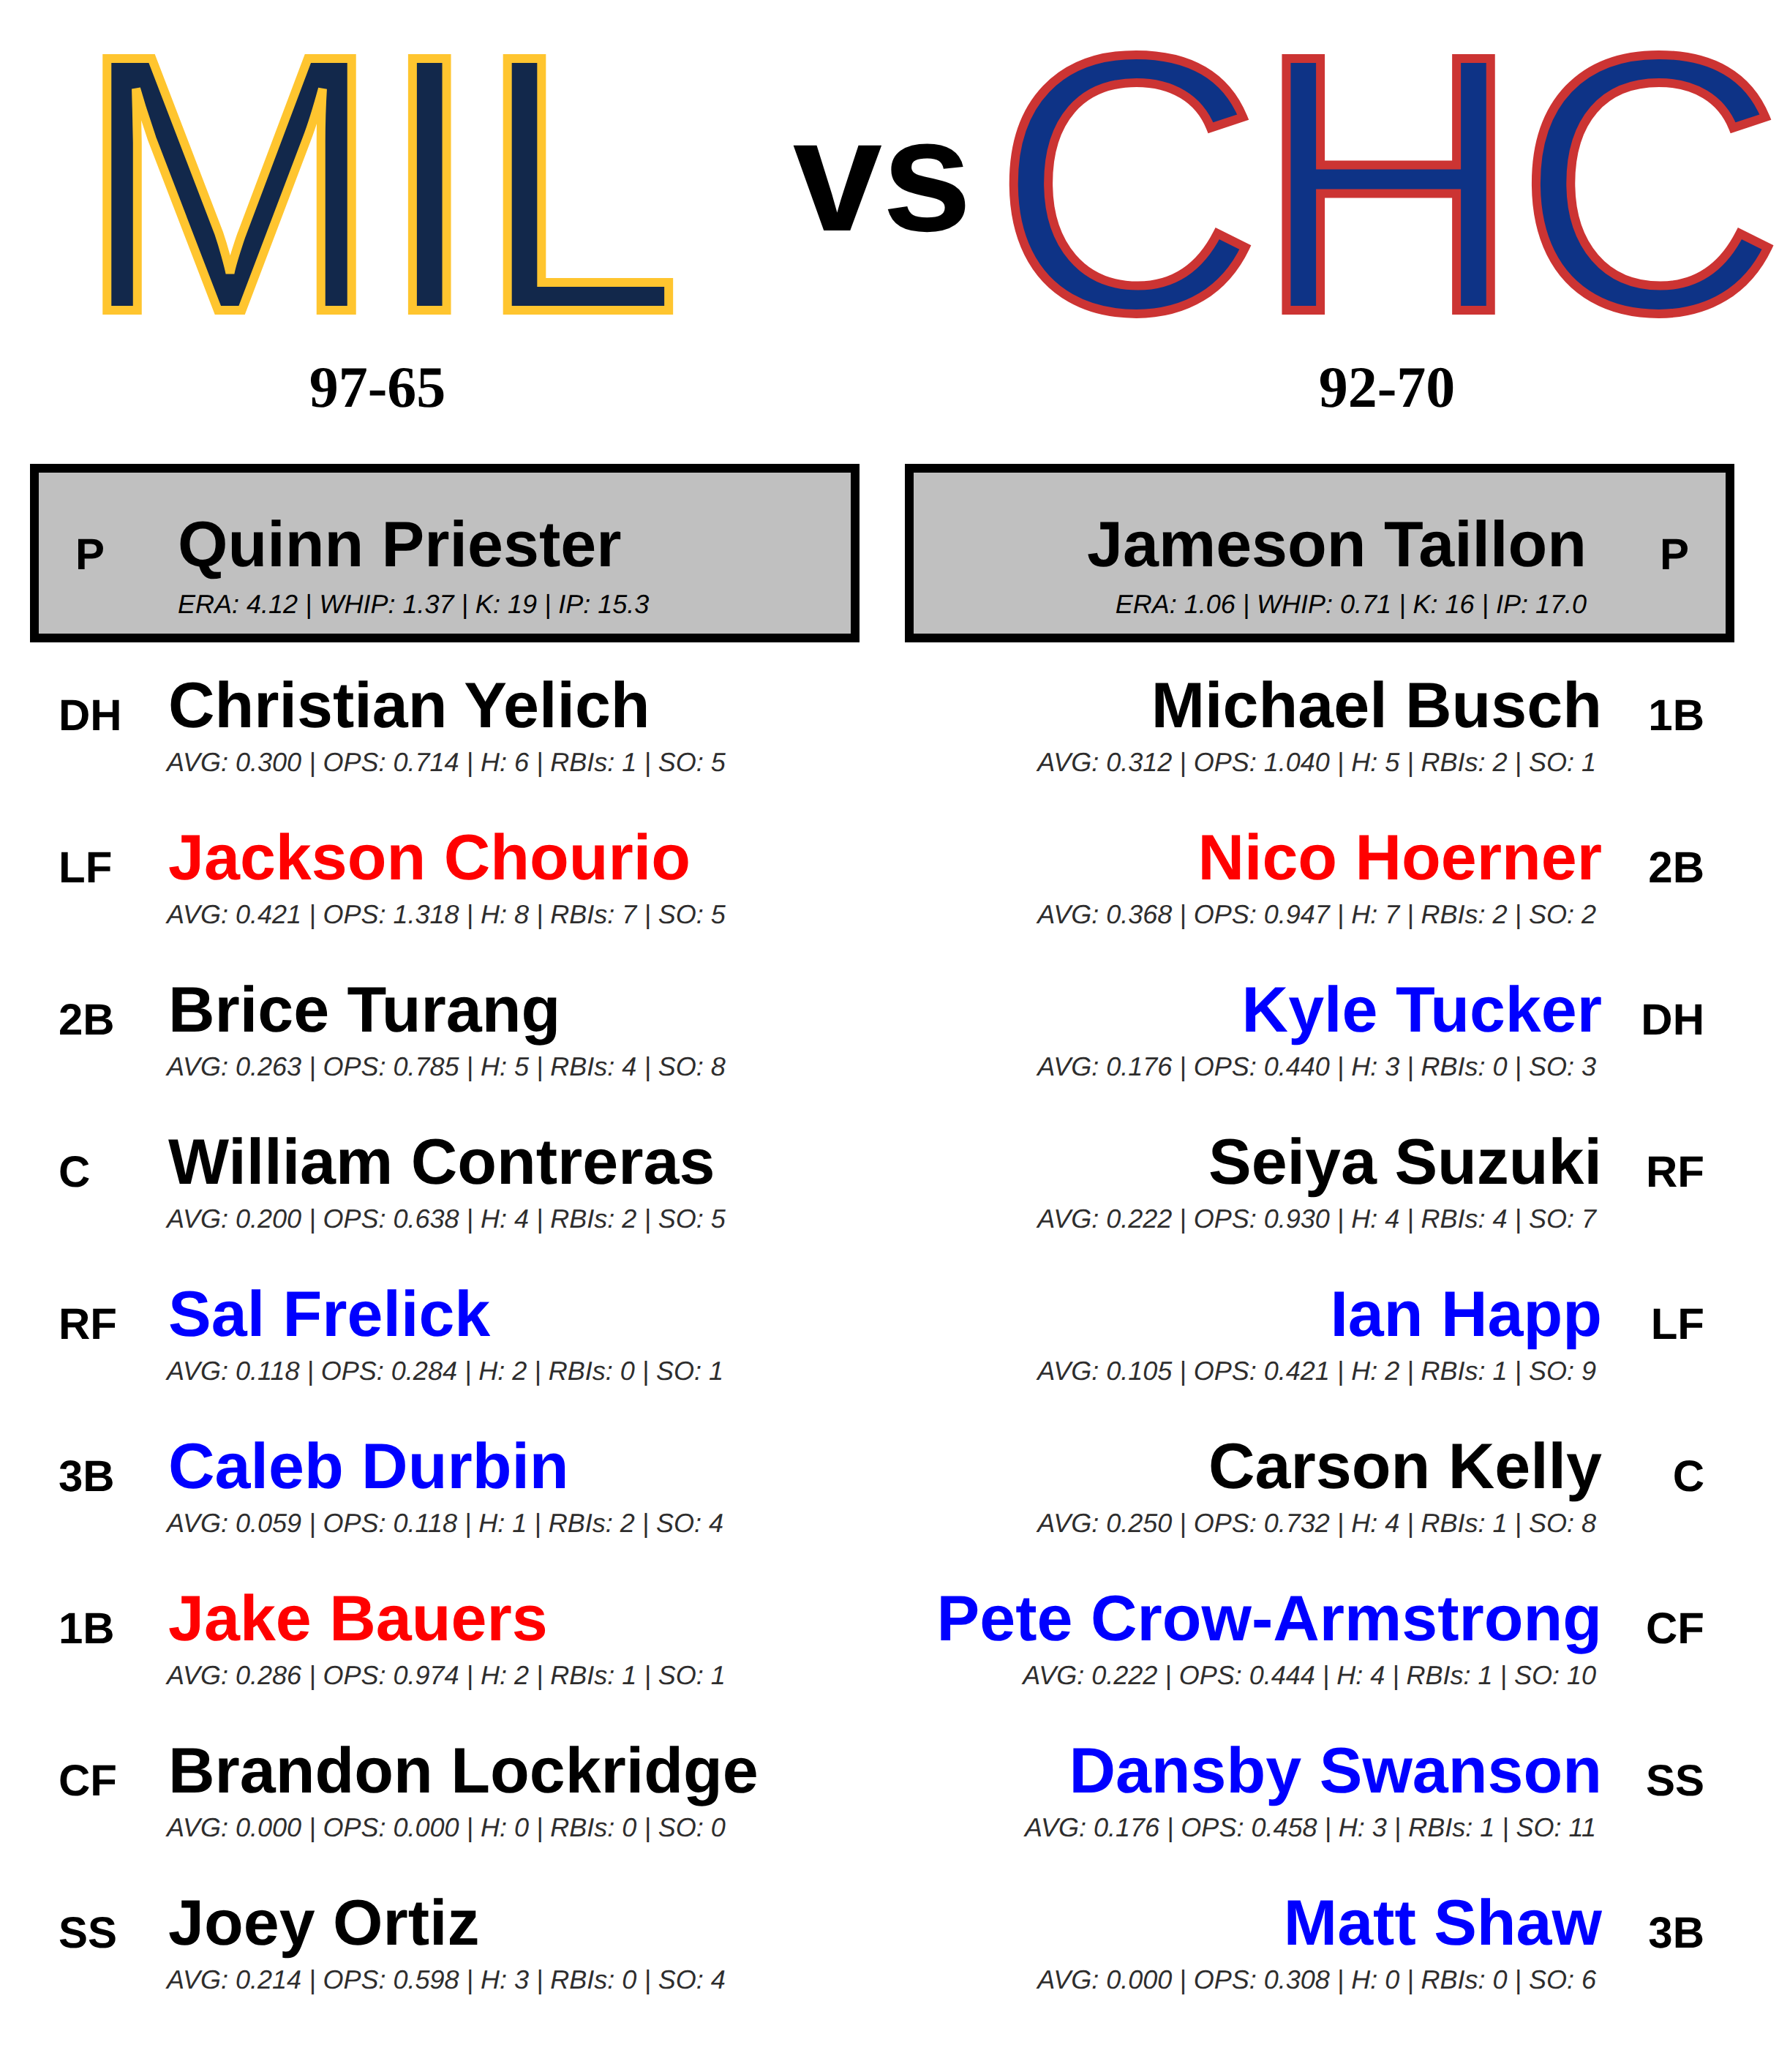 MIL vs CHC
97-65 92-70
P Quinn Priester
ERA: 4.12 | WHIP: 1.37 | K: 19 | IP: 15.3
Jameson Taillon P
ERA: 1.06 | WHIP: 0.71 | K: 16 | IP: 17.0
DH Christian Yelich
AVG: 0.300 | OPS: 0.714 | H: 6 | RBIs: 1 | SO: 5
LF Jackson Chourio
AVG: 0.421 | OPS: 1.318 | H: 8 | RBIs: 7 | SO: 5
2B Brice Turang
AVG: 0.263 | OPS: 0.785 | H: 5 | RBIs: 4 | SO: 8
C William Contreras
AVG: 0.200 | OPS: 0.638 | H: 4 | RBIs: 2 | SO: 5
RF Sal Frelick
AVG: 0.118 | OPS: 0.284 | H: 2 | RBIs: 0 | SO: 1
3B Caleb Durbin
AVG: 0.059 | OPS: 0.118 | H: 1 | RBIs: 2 | SO: 4
1B Jake Bauers
AVG: 0.286 | OPS: 0.974 | H: 2 | RBIs: 1 | SO: 1
CF Brandon Lockridge
AVG: 0.000 | OPS: 0.000 | H: 0 | RBIs: 0 | SO: 0
SS Joey Ortiz
AVG: 0.214 | OPS: 0.598 | H: 3 | RBIs: 0 | SO: 4
Michael Busch 1B
AVG: 0.312 | OPS: 1.040 | H: 5 | RBIs: 2 | SO: 1
Nico Hoerner 2B
AVG: 0.368 | OPS: 0.947 | H: 7 | RBIs: 2 | SO: 2
Kyle Tucker DH
AVG: 0.176 | OPS: 0.440 | H: 3 | RBIs: 0 | SO: 3
Seiya Suzuki RF
AVG: 0.222 | OPS: 0.930 | H: 4 | RBIs: 4 | SO: 7
Ian Happ LF
AVG: 0.105 | OPS: 0.421 | H: 2 | RBIs: 1 | SO: 9
Carson Kelly C
AVG: 0.250 | OPS: 0.732 | H: 4 | RBIs: 1 | SO: 8
Pete Crow-Armstrong CF
AVG: 0.222 | OPS: 0.444 | H: 4 | RBIs: 1 | SO: 10
Dansby Swanson SS
AVG: 0.176 | OPS: 0.458 | H: 3 | RBIs: 1 | SO: 11
Matt Shaw 3B
AVG: 0.000 | OPS: 0.308 | H: 0 | RBIs: 0 | SO: 6